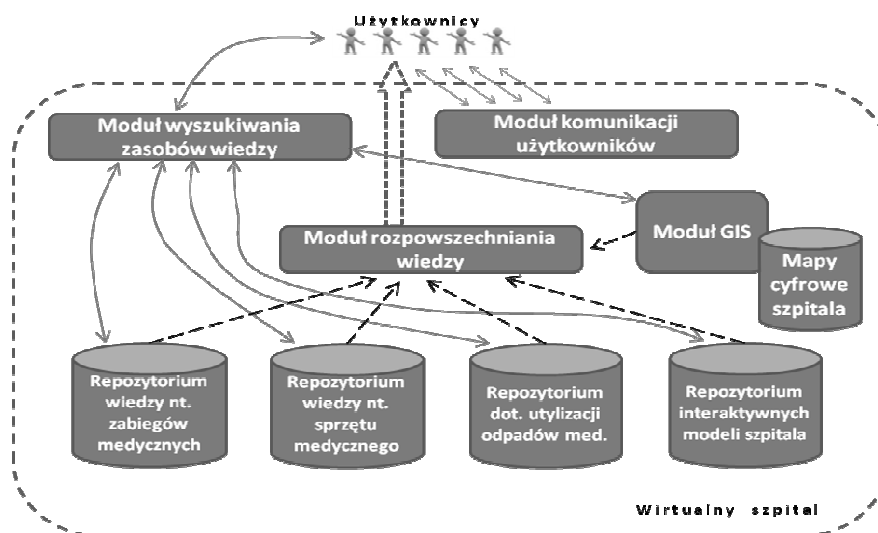 Użytkownicy
Moduł wyszukiwania
zasobów wiedzy
Moduł komunikacji
użytkowników
Moduł rozpowszechniania
wiedzy
Moduł GIS
Mapy
cyfrowe
szpitala
Repozytorium
wiedzy nt.
zabiegów
medycznych
Repozytorium
wiedzy nt.
sprzętu
medycznego
Repozytorium
dot. utylizacji
odpadów med.
Repozytorium
interaktywnych
modeli szpitala
Wirtualny szpital